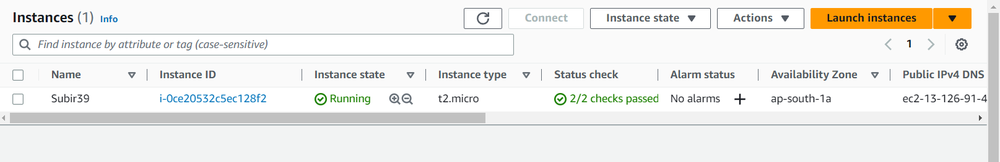 Instances (1) Info Connect Instance state Actions Launch instances
Find instance by attribute or tag (case-sensitive) 1
Name Instance ID Instance state Instance type Status check Alarm status Availability Zone Public IPv4 DNS
Subir39 i-0ce20532c5ec128f2 Running t2.micro 2/2 checks passed No alarms + ap-south-1a ec2-13-126-91-4